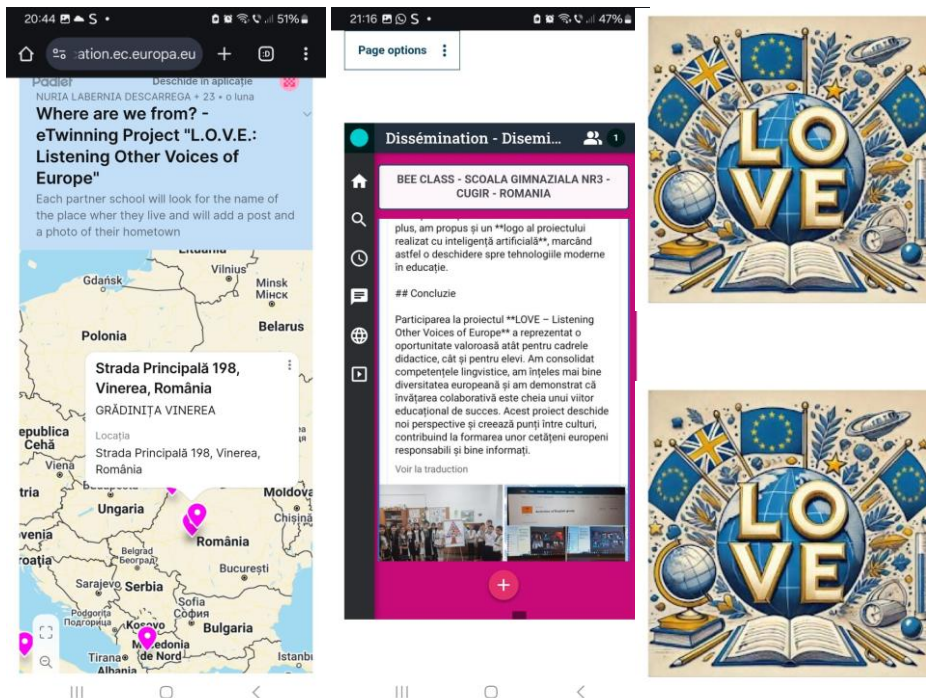 20:44
51%
:ation.ec.europa.eu
Padlet
Deschide în aplicație
NURIA LABERNIA DESCARREGA + 23 • o luna
Where are we from? -
eTwinning Project "L.O.V.E.:
Listening Other Voices of
Europe"
Each partner school will look for the name of
the place wher they live and will add a post and
a photo of their hometown
Lituania
Gdańsk
Vilnius
Minsk
Мінск
Belarus
Polonia
Strada Principală 198,
Vinerea, România
GRĂDINIȚA VINEREA
Locația
Strada Principală 198, Vinerea,
România
epublica
Cehă
Viena
tria
Budapesta
Ungaria
Moldova
Chișină
venia
România
oația
Belgrad
Београд
București
Sarajevo
Serbia
Podgorița
Подгорица
Sofia
София
Kosovo
Bulgaria
Macedonia
de Nord
Tirana
Istanbu
Albania
21:16
S
47%
Page options
Dissémination - Disemi...
1
BEE CLASS - SCOALA GIMNAZIALA NR3 -
CUGIR - ROMANIA
plus, am propus și un **logo al proiectului
realizat cu inteligență artificială**, marcând
astfel o deschidere spre tehnologiile moderne
în educație.
## Concluzie
Participarea la proiectul **LOVE – Listening
Other Voices of Europe** a reprezentat o
oportunitate valoroasă atât pentru cadrele
didactice, cât și pentru elevi. Am consolidat
competențele lingvistice, am înțeles mai bine
diversitatea europeană și am demonstrat că
învățarea colaborativă este cheia unui viitor
educațional de succes. Acest proiect deschide
noi perspective și creează punți între culturi,
contribuind la formarea unor cetățeni europeni
responsabili și bine informați.
Voir la traduction
LO
VE
LO
VE